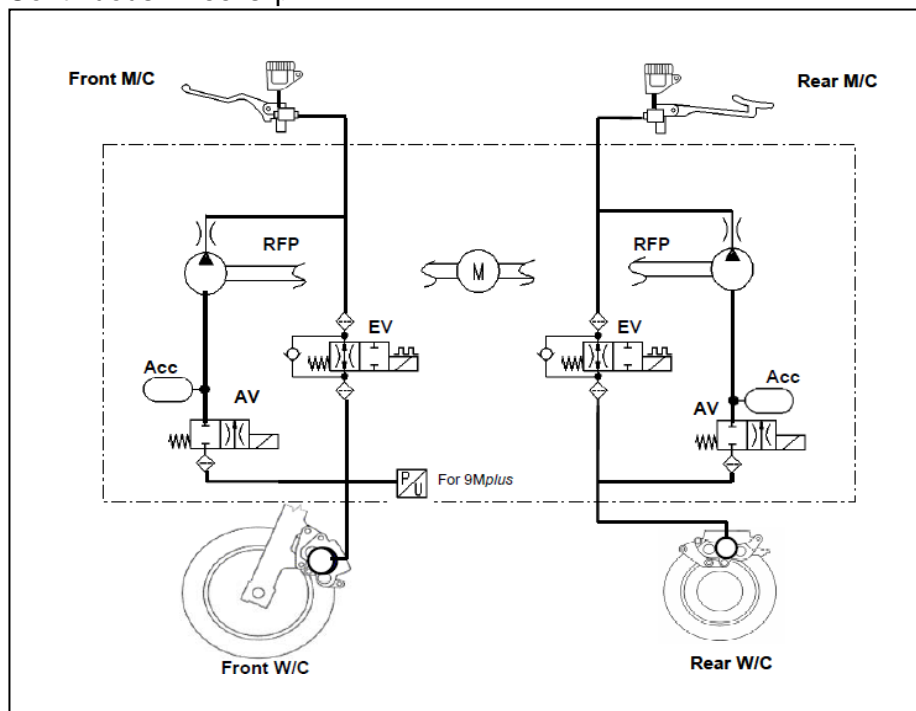 Front M/C
Rear M/C
RFP
M
RFP
EV
EV
Acc
Acc
AV
AV
P
U
For 9Mplus
Front W/C
Rear W/C